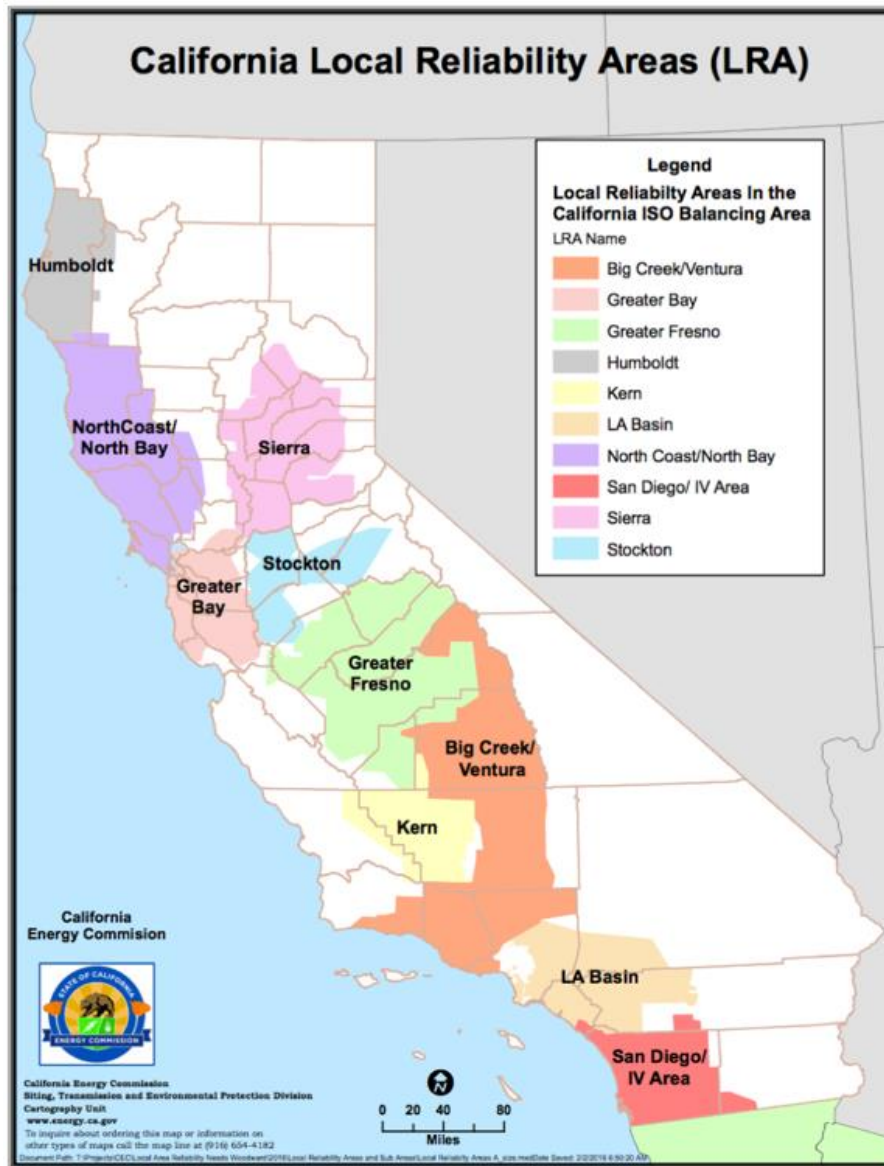 California Local Reliability Areas (LRA)
Legend
Local Reliabilty Areas In the
California ISO Balancing Area
LRA Name
Big Creek/Ventura
Greater Bay
Greater Fresno
Humboldt
Kern
LA Basin
North Coast/North Bay
San Diego/ IV Area
Sierra
Stockton
Humboldt
NorthCoast/
North Bay
Sierra
Stockton
Greater
Bay
Greater
Fresno
Big Creek/
Ventura
Kern
LA Basin
San Diego/
IV Area
California
Energy Commision
STATE OF CALIFORNIA
ENERGY COMMISSION
California Energy Commission
Siting, Transmission and Environmental Protection Division
Cartography Unit
www.energy.ca.gov
To inquire about ordering this map or information on
other types of maps call the map line at (916) 654-4182
N
0 20 40 80
Miles